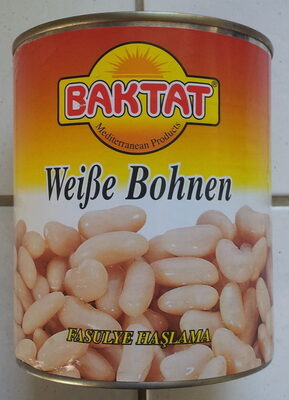 BAKTAT
Mediterranean Products
Weiße Bohnen
FASULYE HAŞLAMA